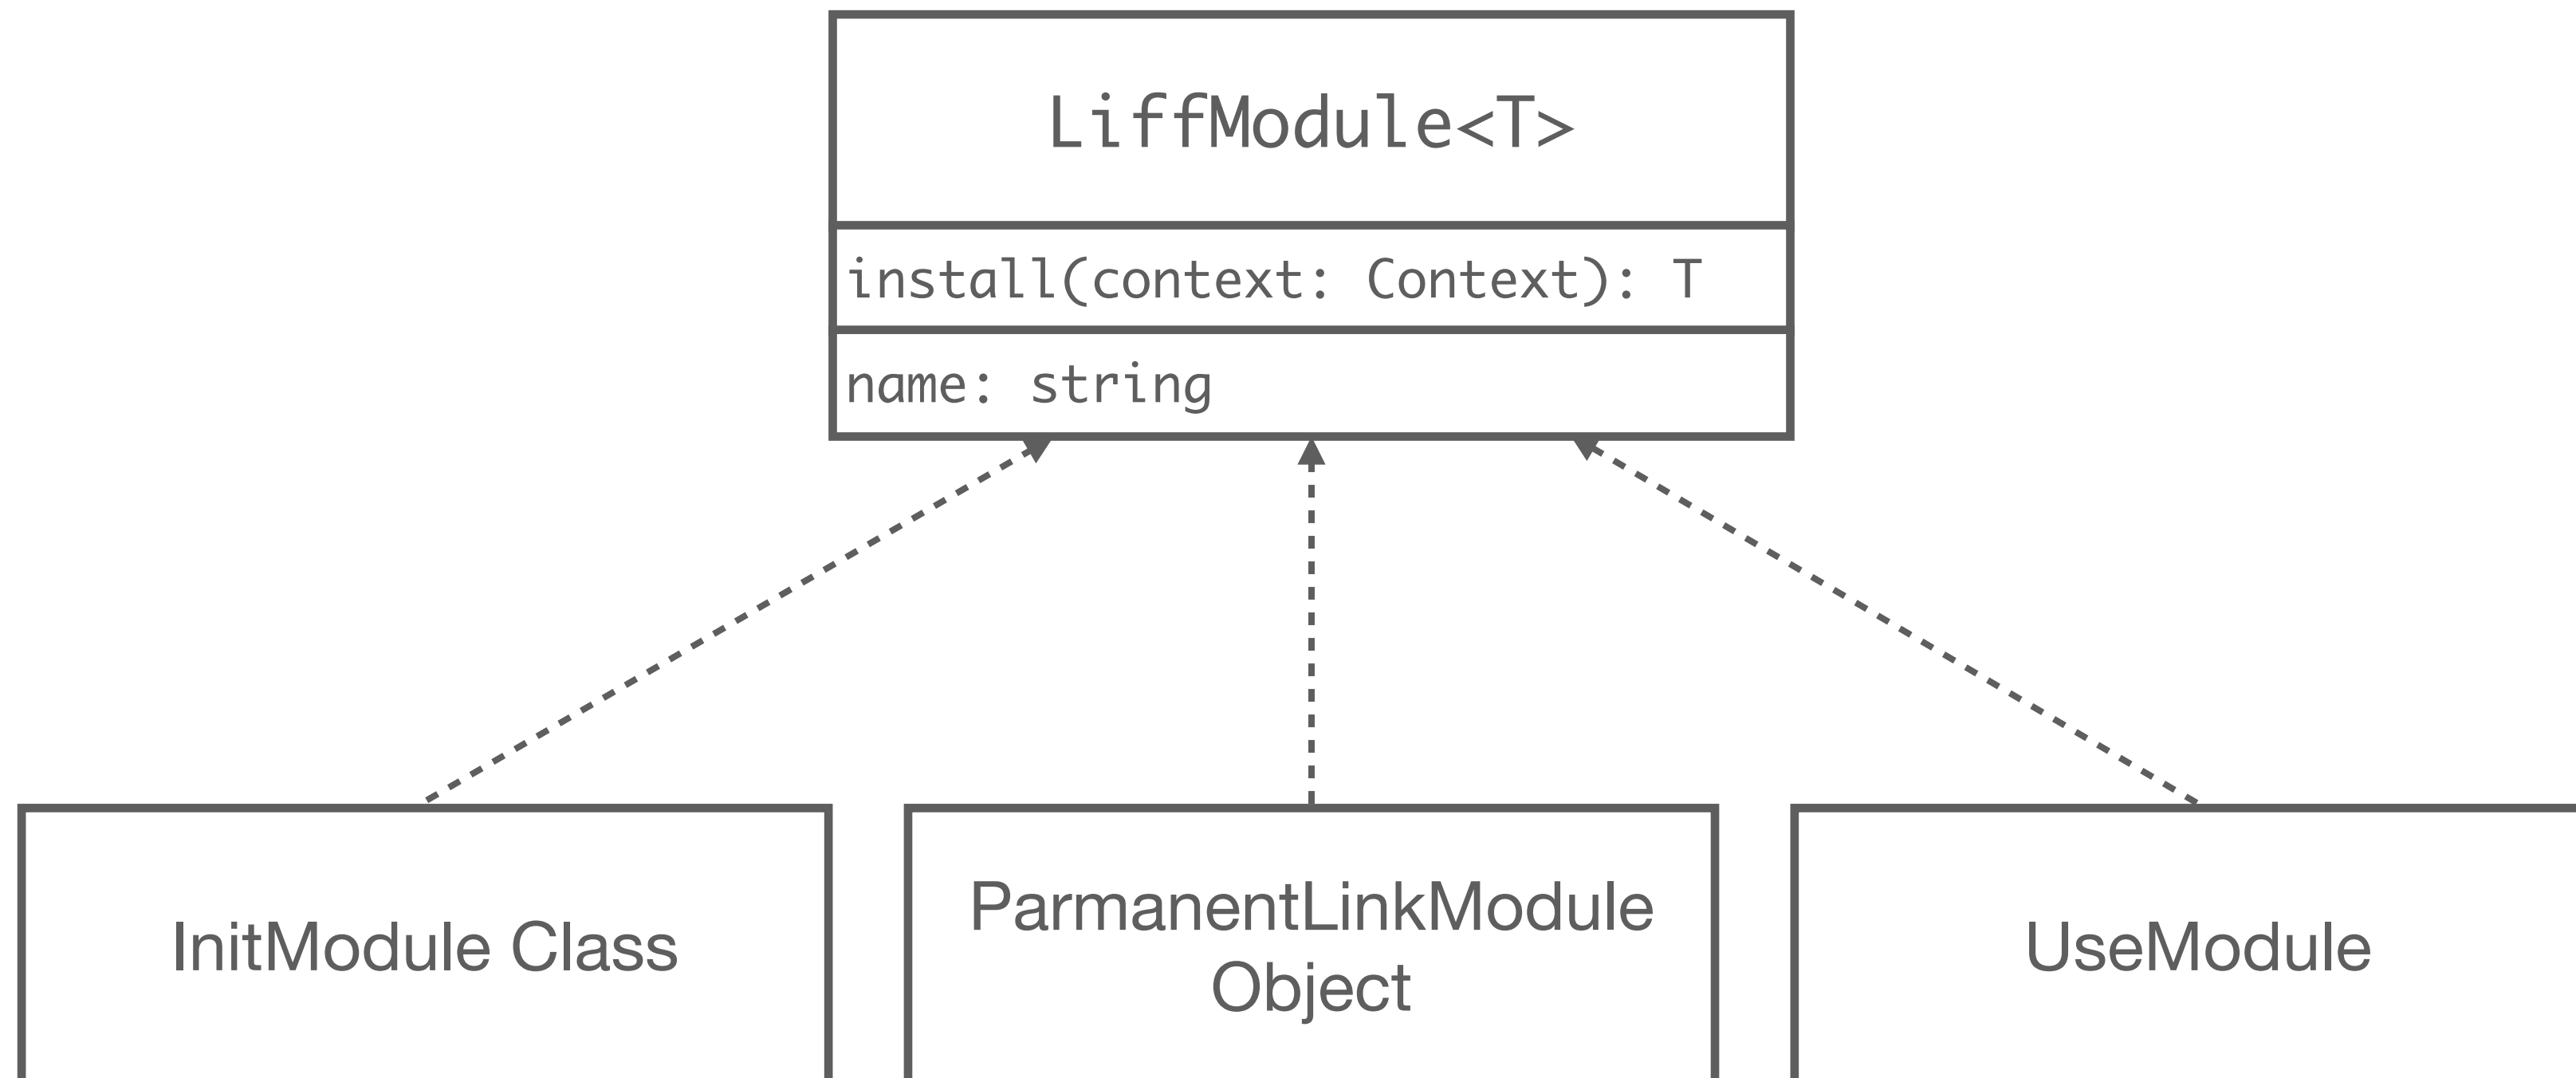 LiffModule<T>
install(context: Context): T
name: string
InitModule Class
ParmanentLinkModule
Object
UseModule